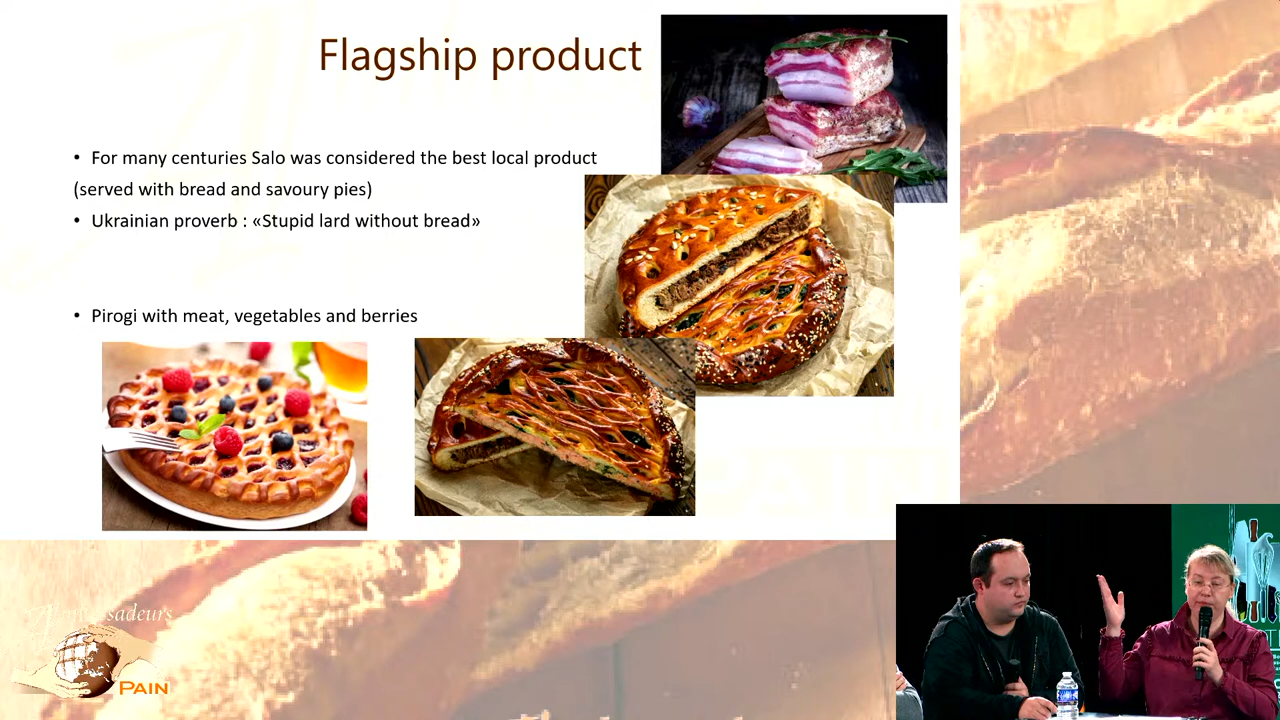 Flagship product
• For many centuries Salo was considered the best local product
(served with bread and savoury pies)
• Ukrainian proverb : «Stupid lard without bread»
• Pirogi with meat, vegetables and berries
Ambassadeurs
PAIN